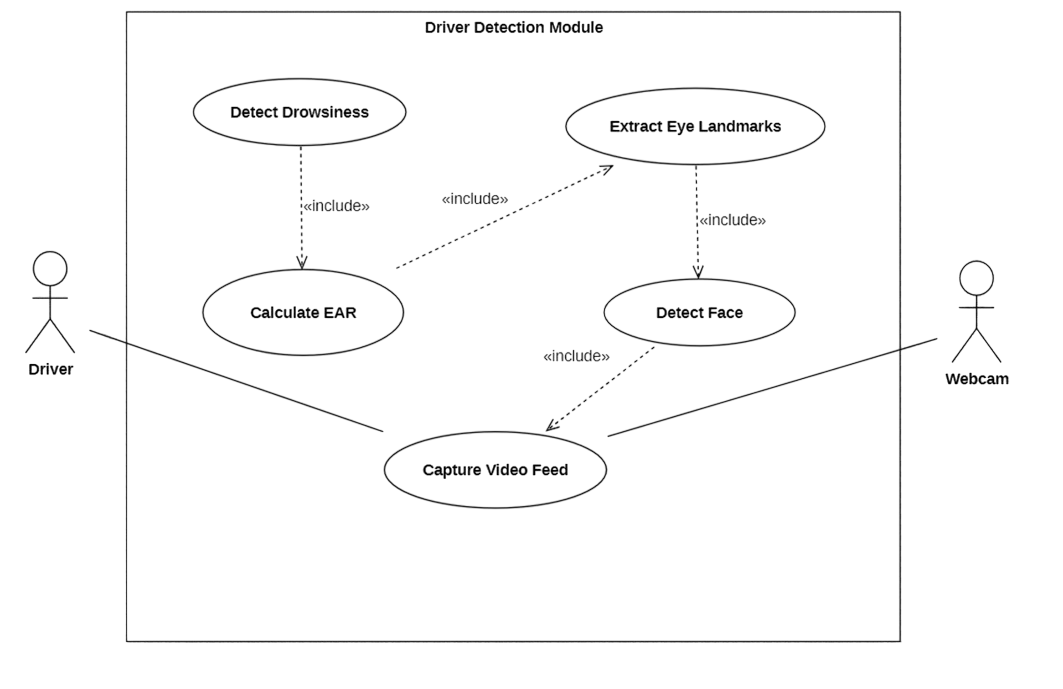 Driver Detection Module
Detect Drowsiness
Extract Eye Landmarks
«include»
«include»
«include»
Calculate EAR
Detect Face
«include»
Driver
Webcam
Capture Video Feed